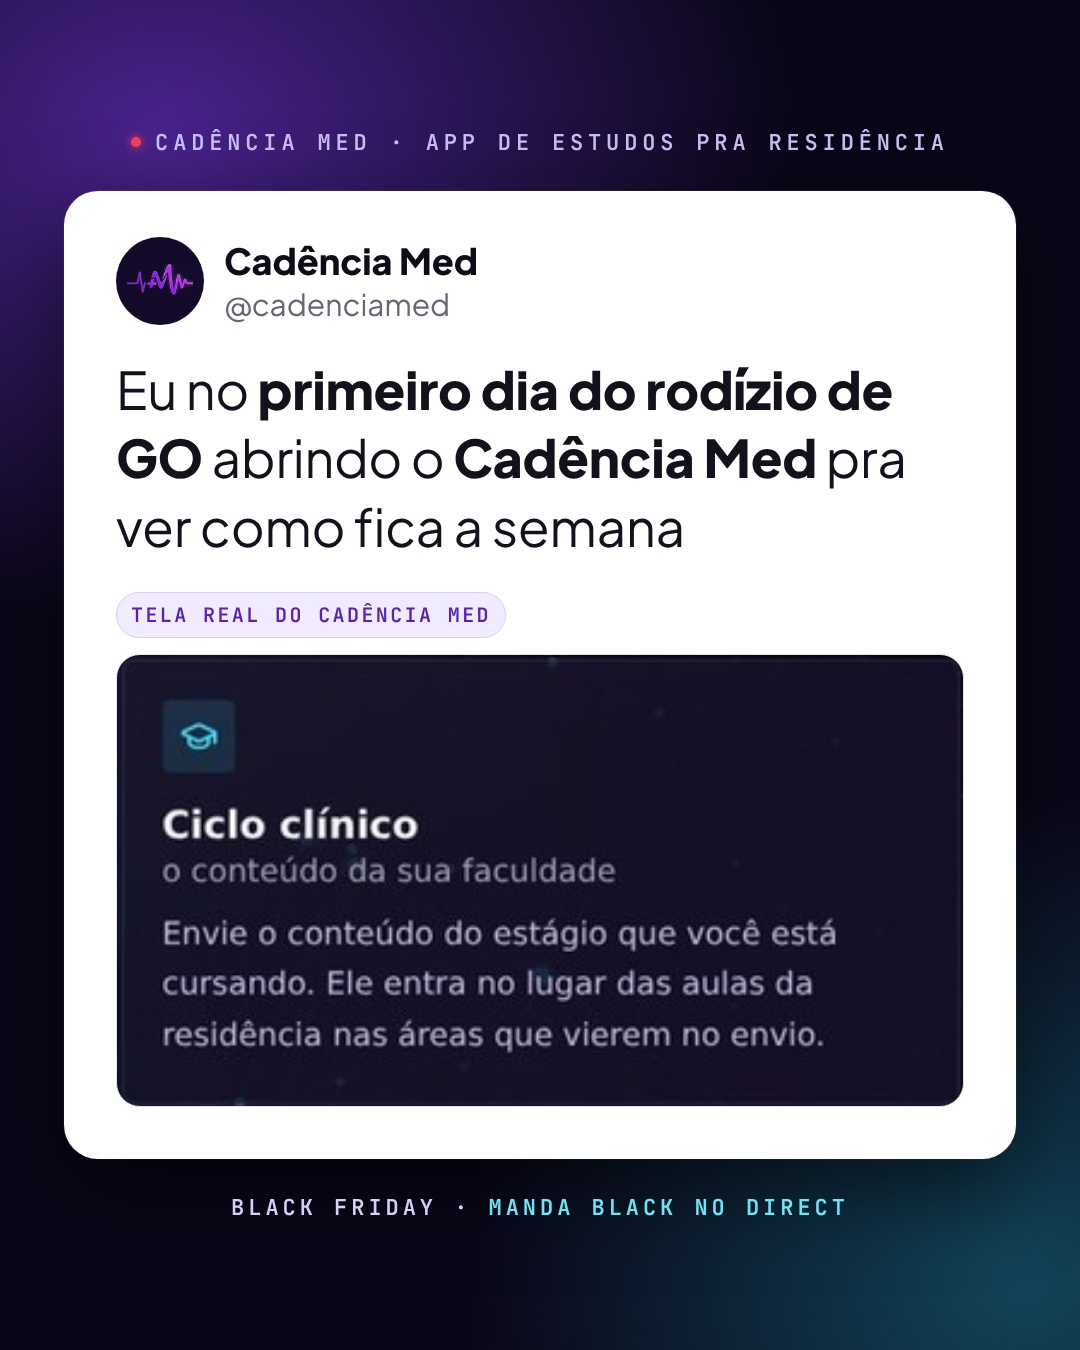 CADÊNCIA MED · APP DE ESTUDOS PRA RESIDÊNCIA
Cadência Med
@cadenciamed
Eu no primeiro dia do rodízio de
GO abrindo o Cadência Med pra
ver como fica a semana
TELA REAL DO CADÊNCIA MED
Ciclo clínico
o conteúdo da sua faculdade
Envie o conteúdo do estágio que você está
cursando. Ele entra no lugar das aulas da
residência nas áreas que vierem no envio.
BLACK FRIDAY · MANDA BLACK NO DIRECT